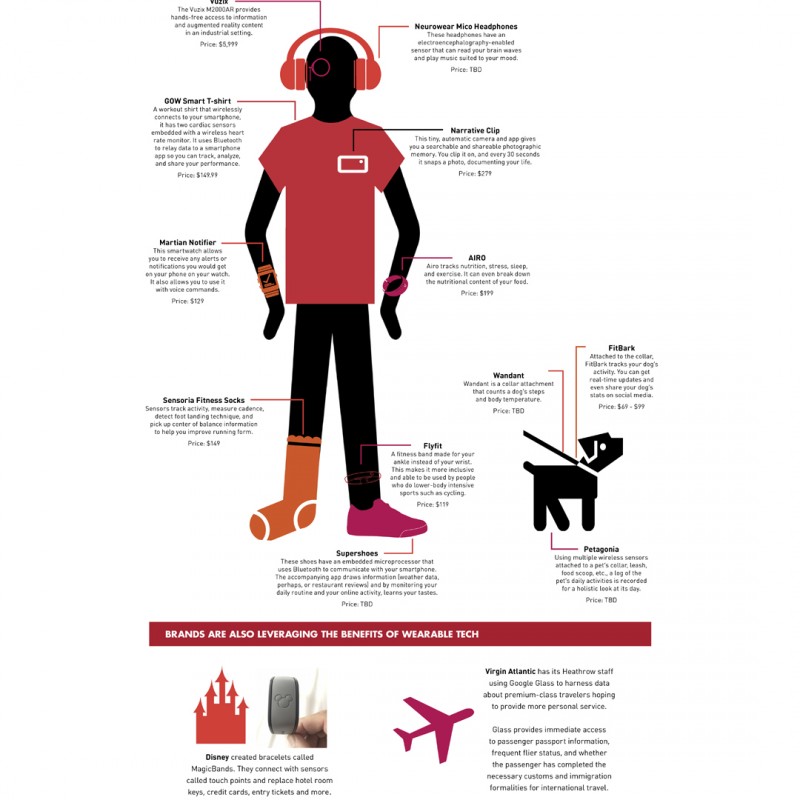 Vuzix
The Vuzix M2000AR provides
hands-free access to information
and augmented reality content
in an industrial setting.
Price: $5,999
Neurowear Mico Headphones
These headphones have an
electroencephalography-enabled
sensor that can read your brain waves
and play music suited to your mood.
Price: TBD
GOW Smart T-shirt
A workout shirt that wirelessly
connects to your smartphone,
it has two cardiac sensors
embedded with a wireless heart
rate monitor. It uses Bluetooth
to relay data to a smartphone
app so you can track, analyze,
and share your performance.
Price: $149.99
Narrative Clip
This tiny, automatic camera and app gives
you a searchable and shareable photographic
memory. You clip it on, and every 30 seconds
it snaps a photo, documenting your life.
Price: $279
Martian Notifier
This smartwatch allows
you to receive any alerts or
notifications you would get
on your phone on your watch.
It also allows you to use it
with voice commands.
Price: $129
AIRO
Airo tracks nutrition, stress, sleep,
and exercise. It can even break down
the nutritional content of your food.
Price: $199
FitBark
Attached to the collar,
FitBark tracks your dog's
activity. You can get
real-time updates and
even share your dog's
stats on social media.
Price: $69 - $99
Wandant
Wandant is a collar attachment
that counts a dog's steps
and body temperature.
Price: TBD
Sensoria Fitness Socks
Sensors track activity, measure cadence,
detect foot landing technique, and
pick up center of balance information
to help you improve running form.
Price: $149
Flyfit
A fitness band made for your
ankle instead of your wrist.
This makes it more inclusive
and able to be used by people
who do lower-body intensive
sports such as cycling.
Price: $119
Supershoes
These shoes have an embedded microprocessor that
uses Bluetooth to communicate with your smartphone.
The accompanying app draws information (weather data,
perhaps, or restaurant reviews) and by monitering your
daily routine and your online activity, learns your tastes.
Price: TBD
Petagonia
Using multiple wireless sensors
attached to a pet's collar, leash,
food scoop, etc., a log of the
pet's daily activities is recorded
for a holistic look at its day.
Price: TBD
BRANDS ARE ALSO LEVERAGING THE BENEFITS OF WEARABLE TECH
Disney created bracelets called
MagicBands. They connect with sensors
called touch points and replace hotel room
keys, credit cards, entry tickets and more.
Virgin Atlantic has its Heathrow staff
using Google Glass to harness data
about premium-class travelers hoping
to provide more personal service.
Glass provides immediate access
to passenger passport information,
frequent flier status, and whether
the passenger has completed the
necessary customs and immigration
formalities for international travel.